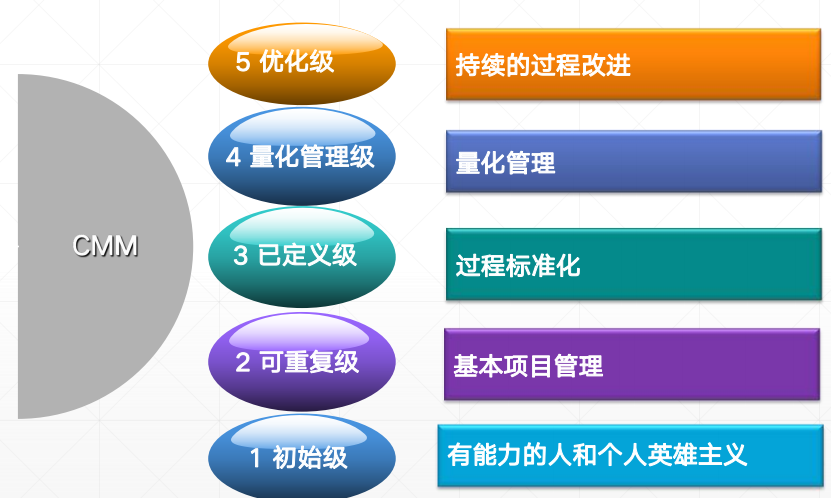 5 优化级
持续的过程改进
4 量化管理级
量化管理
CMM
3 已定义级
过程标准化
2 可重复级
基本项目管理
1 初始级
有能力的人和个人英雄主义